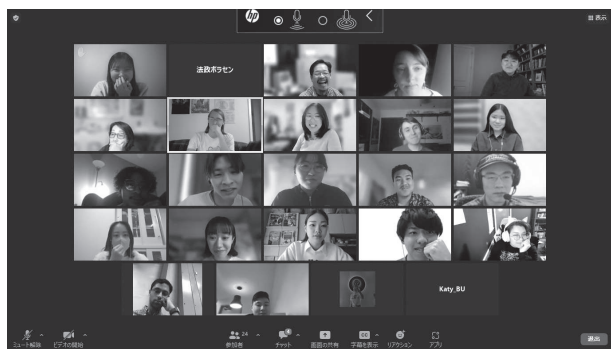 hp
表示
法政ボラセン
Katy_BU
ミュート解除
ビデオの開始
24
参加者
チャット
画面の共有
CC
字幕を表示
リアクション
アプリ
退出